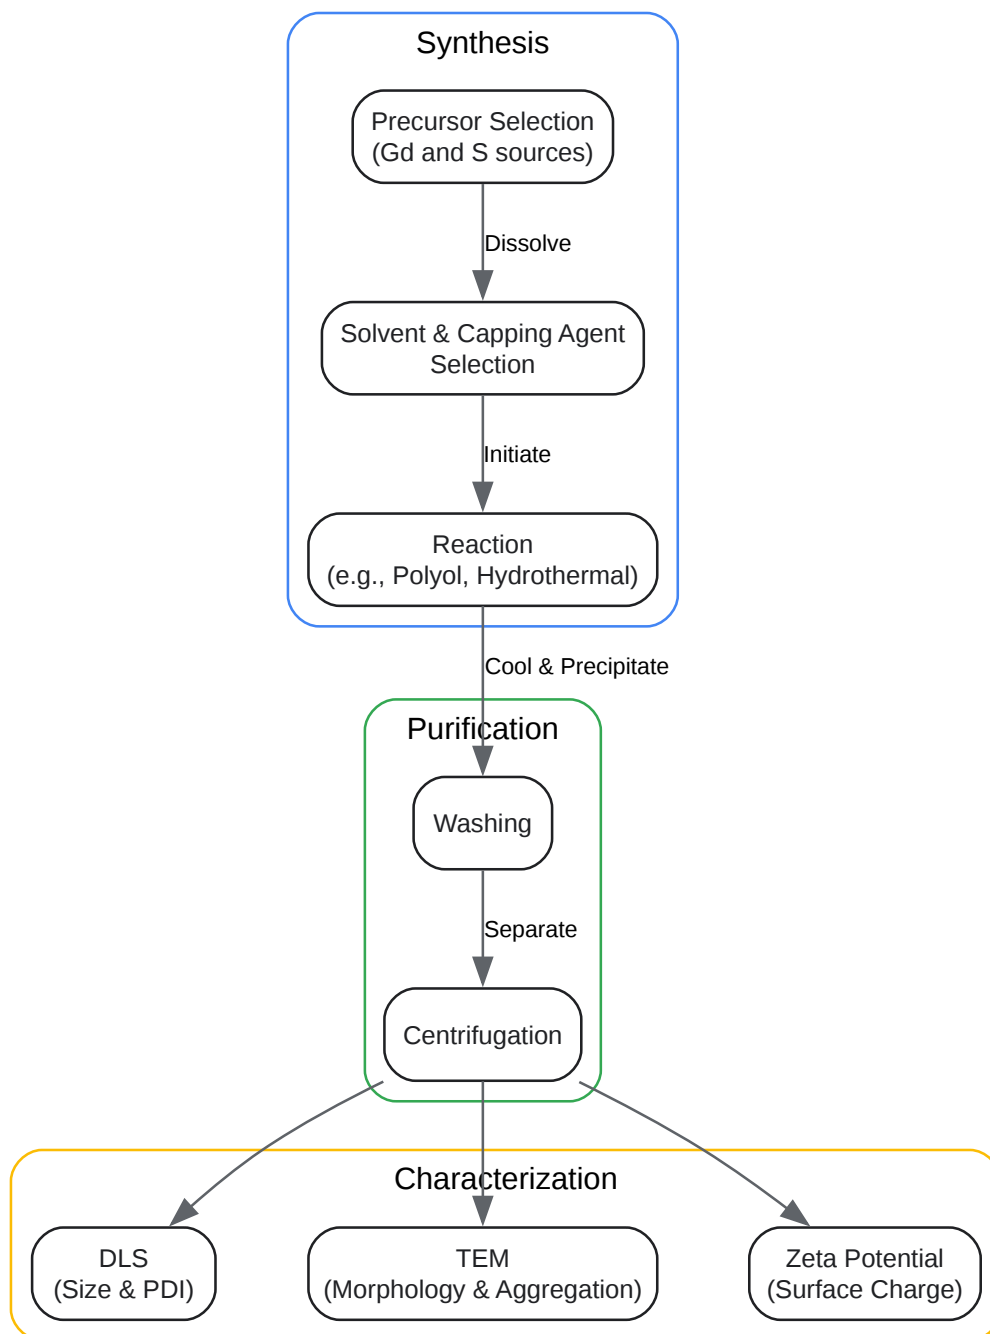 Synthesis
Precursor Selection
(Gd and S sources)
Dissolve
Solvent & Capping Agent
Selection
Initiate
Reaction
(e.g., Polyol, Hydrothermal)
Cool & Precipitate
Purification
Washing
Separate
Centrifugation
Characterization
DLS
(Size & PDI)
TEM
(Morphology & Aggregation)
Zeta Potential
(Surface Charge)